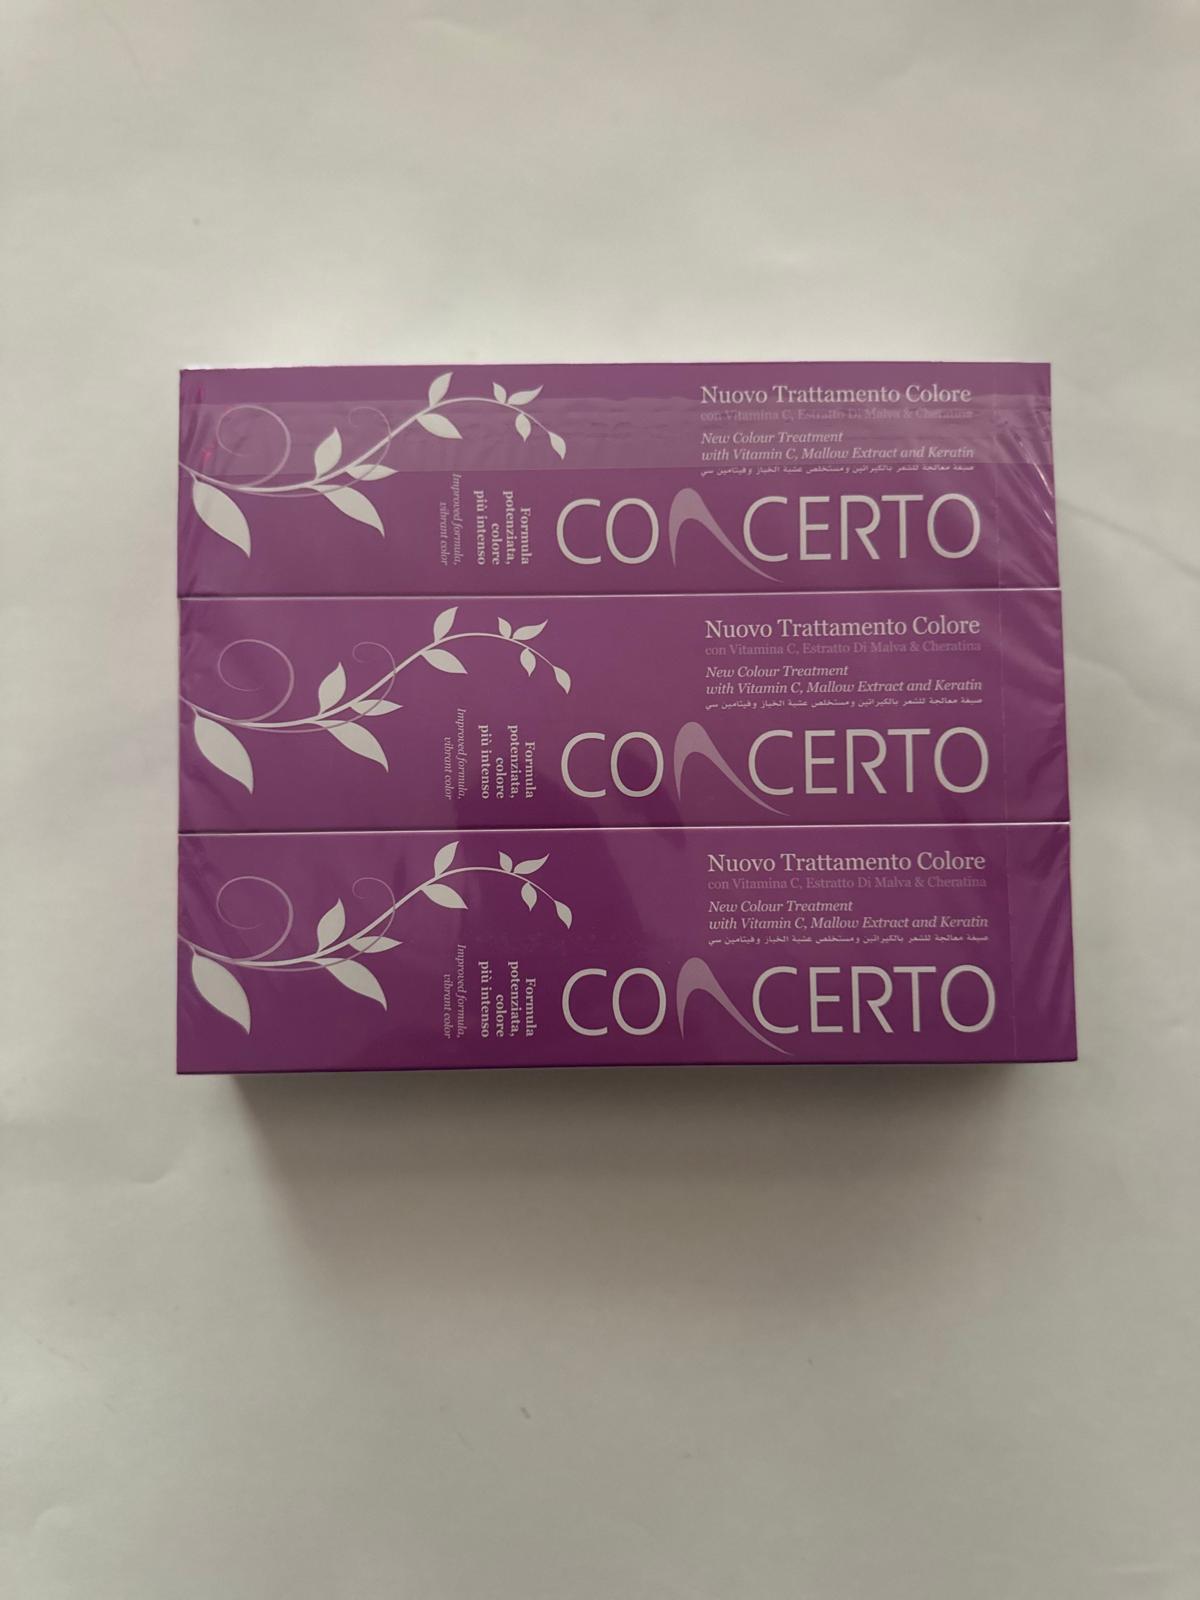 Nuovo Trattamento Colore
con Vitamina C, Estratto Di Malva & Cheratina
New Colour Treatment
with Vitamin C, Mallow Extract and Keratin
صبغة معالجة للشعر بالكيراتين ومستخلص عشبة الخباز وفيتامين سي
CONCERTO
Formula
potenziata,
colore
più intenso
Improved formula,
vibrant color
Nuovo Trattamento Colore
con Vitamina C, Estratto Di Malva & Cheratina
New Colour Treatment
with Vitamin C, Mallow Extract and Keratin
صبغة معالجة للشعر بالكيراتين ومستخلص عشبة الخباز وفيتامين سي
CONCERTO
Formula
potenziata,
colore
più intenso
Improved formula,
vibrant color
Nuovo Trattamento Colore
con Vitamina C, Estratto Di Malva & Cheratina
New Colour Treatment
with Vitamin C, Mallow Extract and Keratin
صبغة معالجة للشعر بالكيراتين ومستخلص عشبة الخباز وفيتامين سي
CONCERTO
Formula
potenziata,
colore
più intenso
Improved formula,
vibrant color